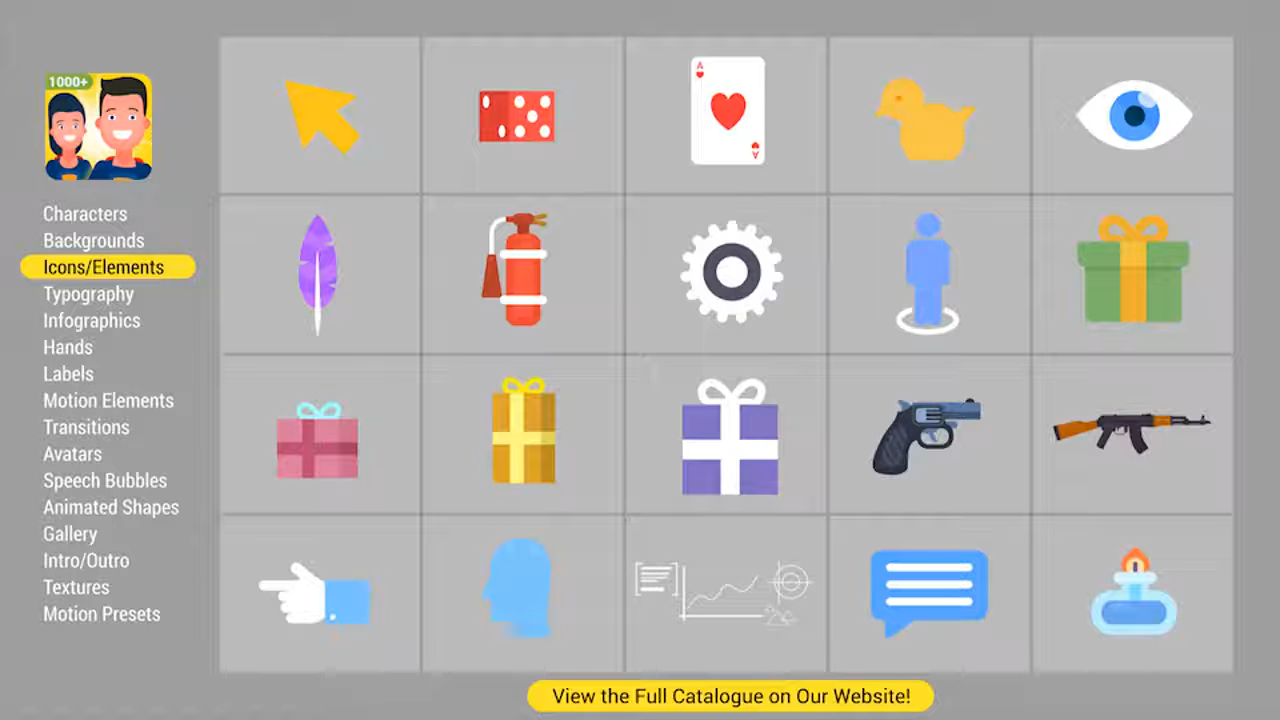 1000+
Characters
Backgrounds
Icons/Elements
Typography
Infographics
Hands
Labels
Motion Elements
Transitions
Avatars
Speech Bubbles
Animated Shapes
Gallery
Intro/Outro
Textures
Motion Presets
A
A
View the Full Catalogue on Our Website!